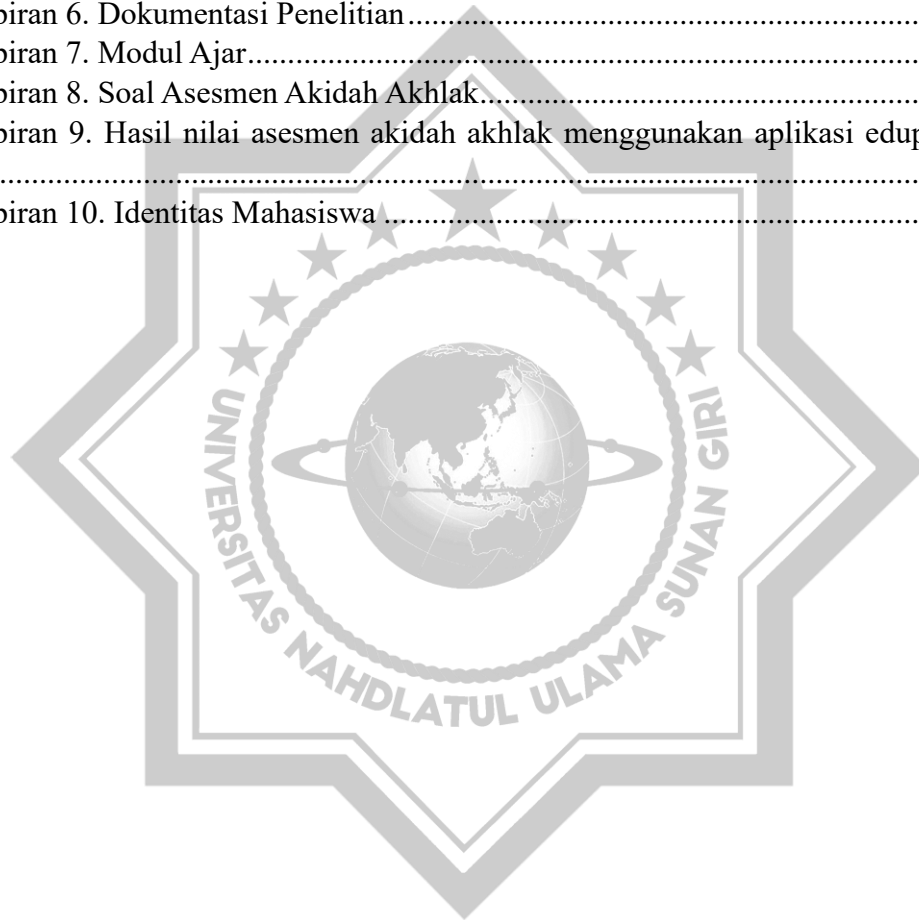 piran 6. Dokumentasi Penelitian................................................................
piran 7. Modul Ajar....................................................................................
piran 8. Soal Asesmen Akidah Akhlak.......................................................
piran 9. Hasil nilai asesmen akidah akhlak menggunakan aplikasi edup
....................................................................................................................
piran 10. Identitas Mahasiswa ...................................................................
UNIVERSITAS NAHDLATUL ULAMA SUNAN GIRI